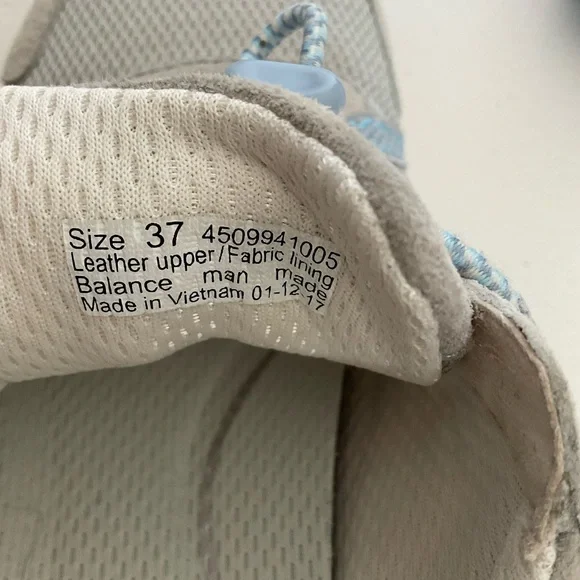 Size 37 4509941005
Leather upper/Fabric lining
Balance man made
Made in Vietnam 01-12-17